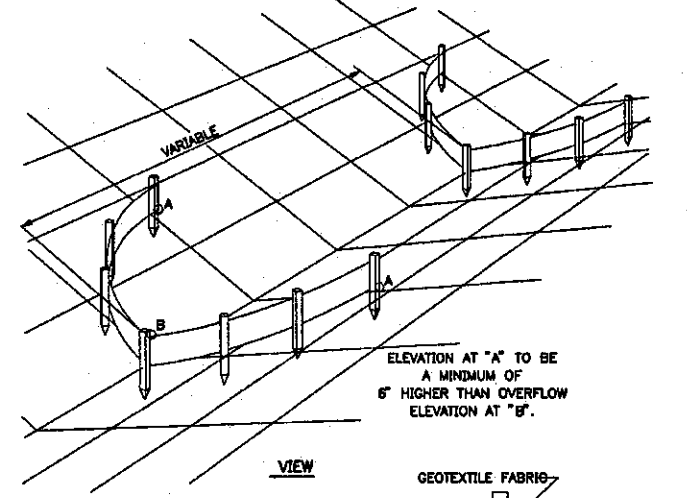 VARIABLE
A
B
A
ELEVATION AT "A" TO BE
A MINIMUM OF
6" HIGHER THAN OVERFLOW
ELEVATION AT "B".
VIEW
GEOTEXTILE FABRIC